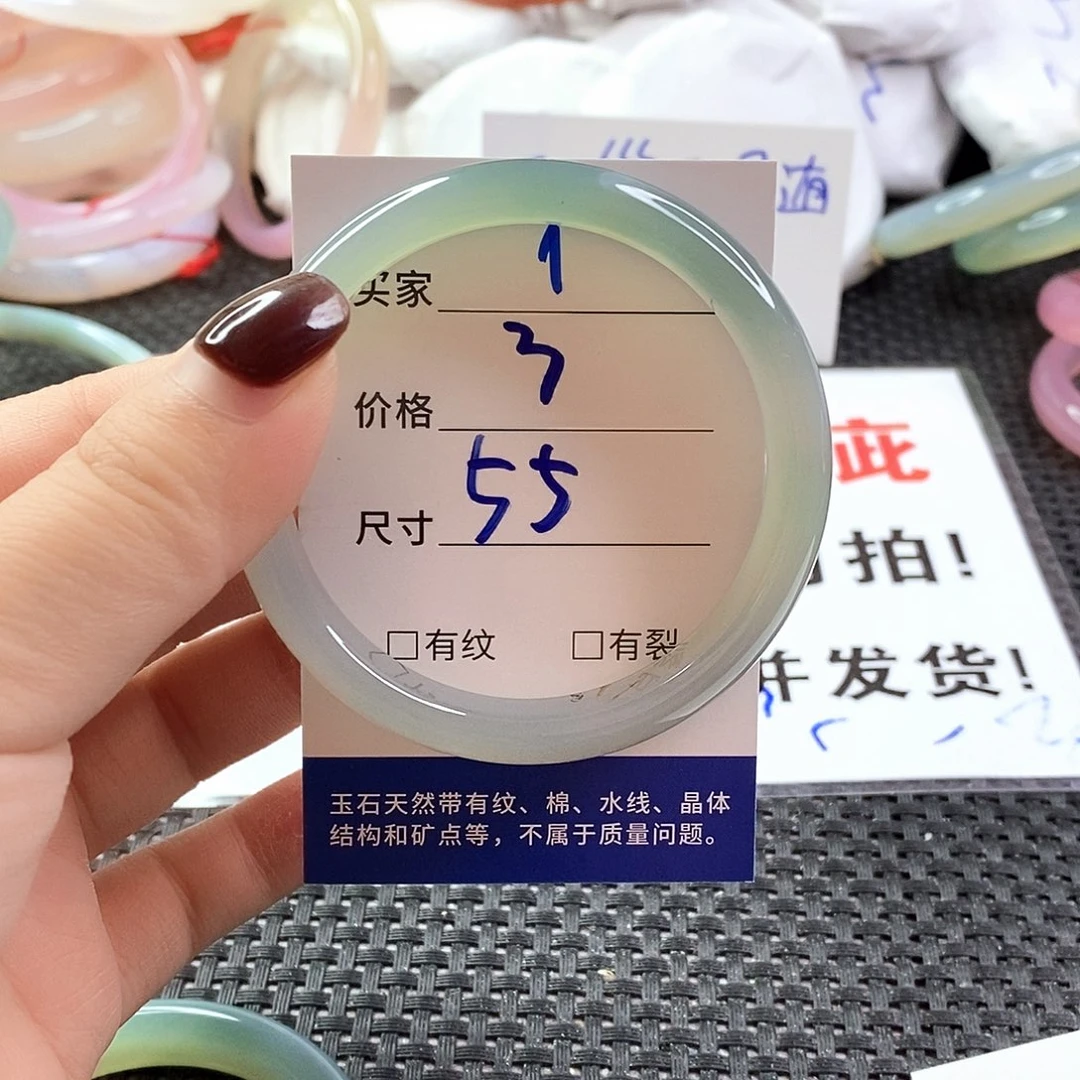 买家 1
价格 3
尺寸 55
□有纹 □有裂
玉石天然带有纹、棉、水线、晶体
结构和矿点等，不属于质量问题。
此
拍!
并发货!